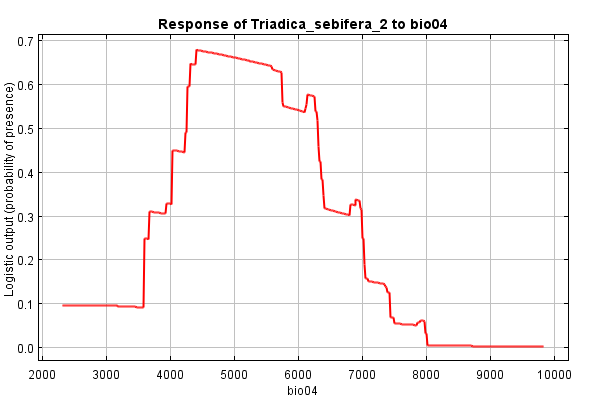 Response of Triadica_sebifera_2 to bio04
Logistic output (probability of presence)
0.7
0.6
0.5
0.4
0.3
0.2
0.1
0.0
2000 3000 4000 5000 6000 7000 8000 9000 10000
bio04